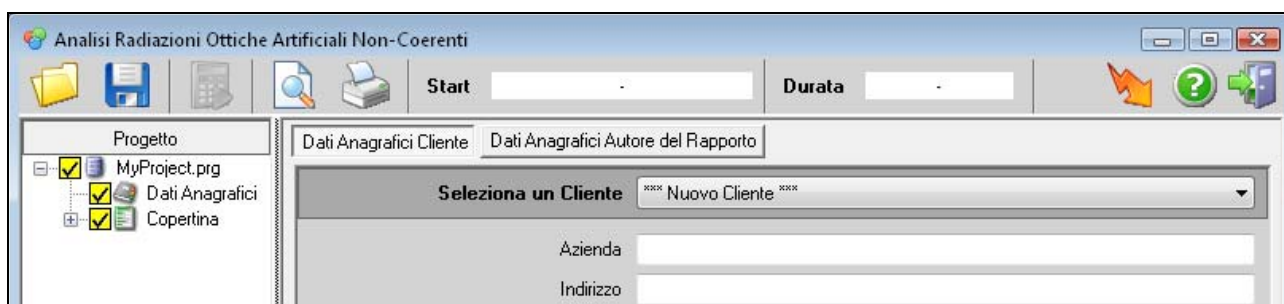 Analisi Radiazioni Ottiche Artificiali Non-Coerenti
Start - Durata -
Progetto
MyProject.prg
Dati Anagrafici
Copertina
Dati Anagrafici Cliente Dati Anagrafici Autore del Rapporto
Seleziona un Cliente *** Nuovo Cliente ***
Azienda
Indirizzo